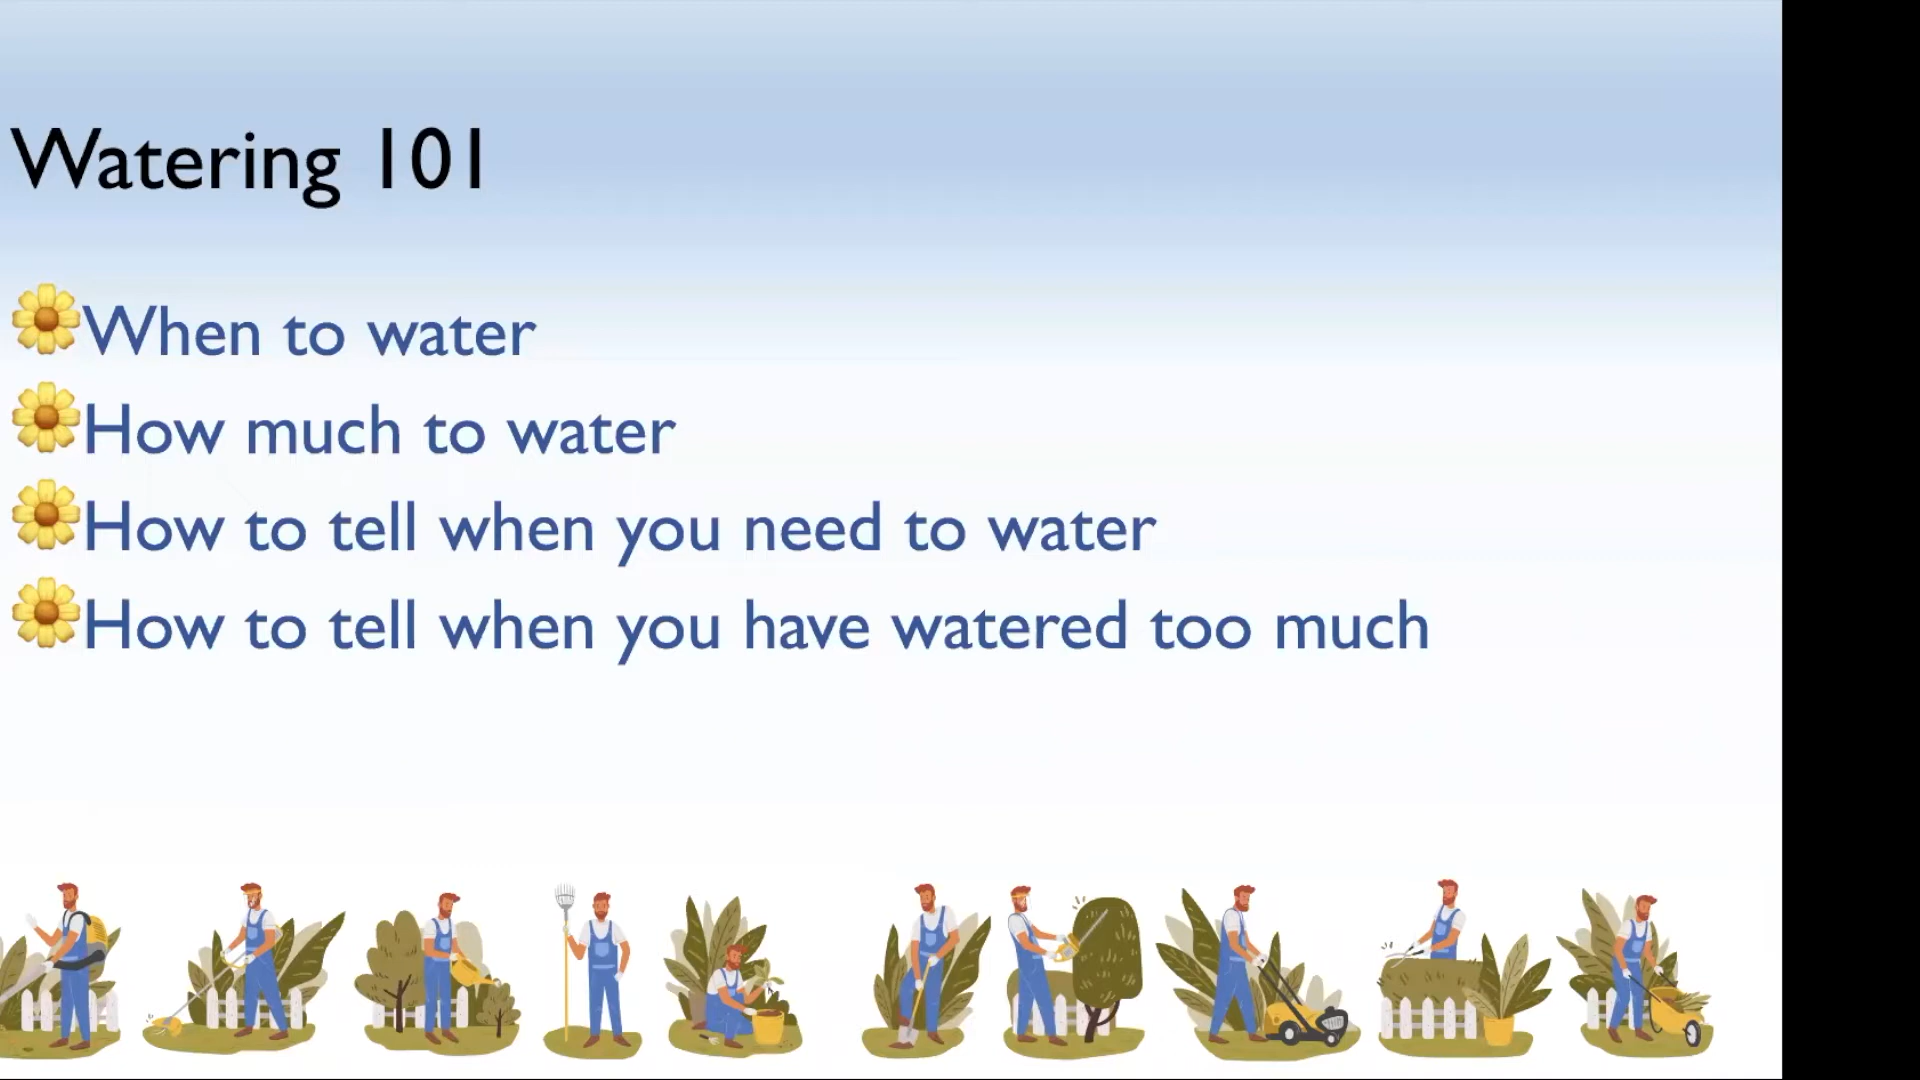 Watering 101
When to water
How much to water
How to tell when you need to water
How to tell when you have watered too much